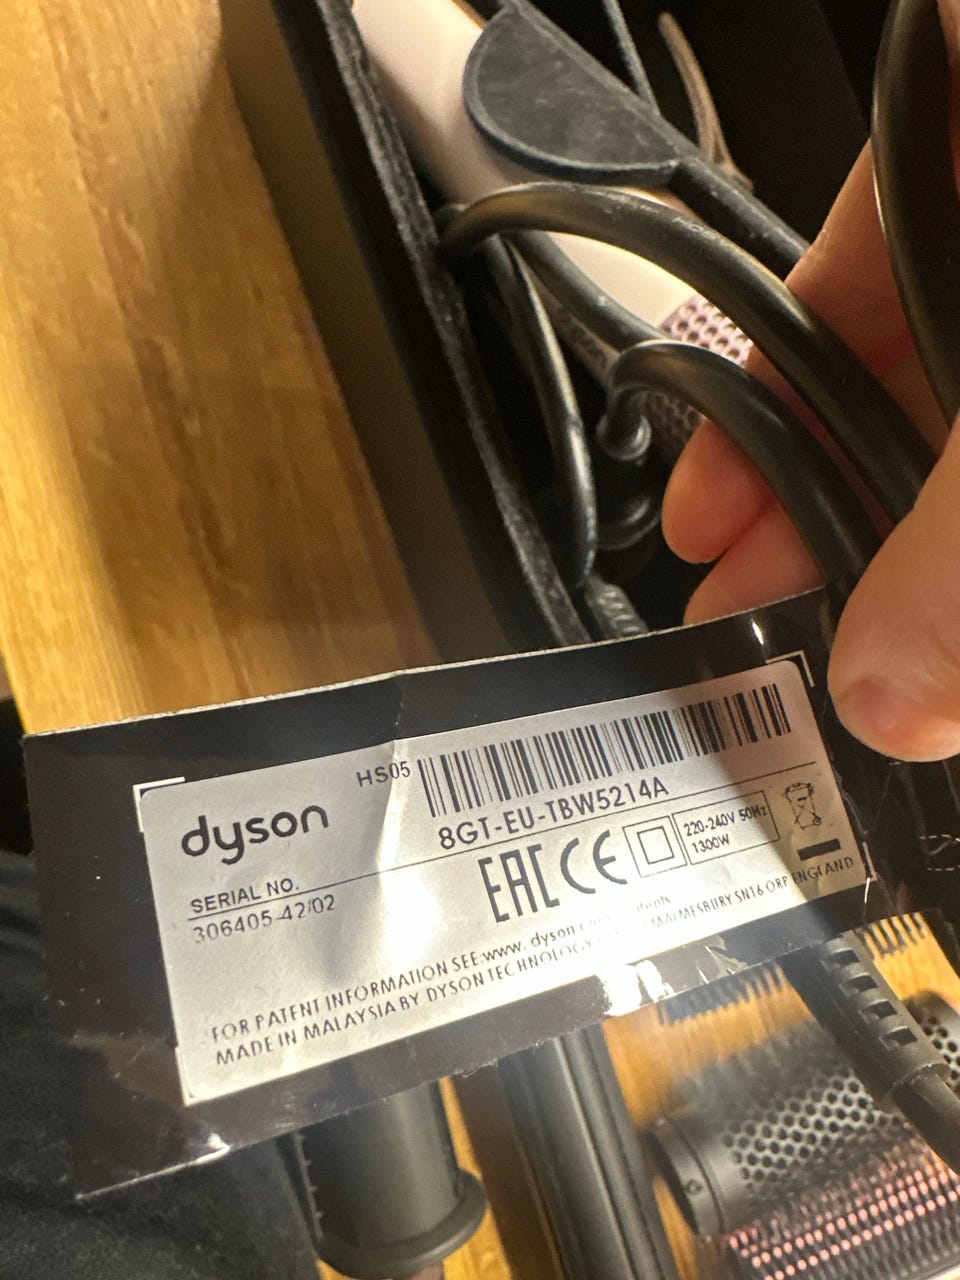 HS05
dyson
8GT-EU-TBW5214A
SERIAL NO.
306405-42/02
EAC CE
220-240V 50Hz
1300W
FOR PATENT INFORMATION SEE:www. dyson
MADE IN MALAYSIA BY DYSON TECHNOLOGY MALMESBURY SN16 ORP ENGLAND